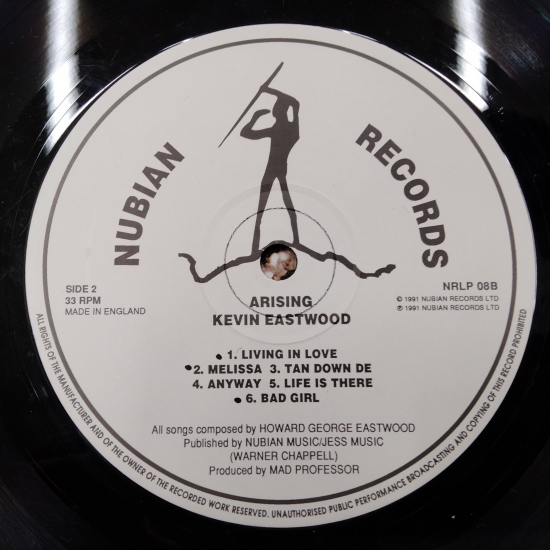 NUBIAN RECORDS
SIDE 2
33 RPM
MADE IN ENGLAND
NRLP 08B
© 1991 NUBIAN RECORDS LTD
℗ 1991 NUBIAN RECORDS LTD
ARISING
KEVIN EASTWOOD
1. LIVING IN LOVE
2. MELISSA 3. TAN DOWN DE
4. ANYWAY 5. LIFE IS THERE
6. BAD GIRL
All songs composed by HOWARD GEORGE EASTWOOD
Published by NUBIAN MUSIC/JESS MUSIC
(WARNER CHAPPELL)
Produced by MAD PROFESSOR
ALL RIGHTS OF THE MANUFACTURER AND OF THE OWNER OF THE RECORDED WORK RESERVED. UNAUTHORISED PUBLIC PERFORMANCE BROADCASTING AND COPYING OF THIS RECORD PROHIBITED